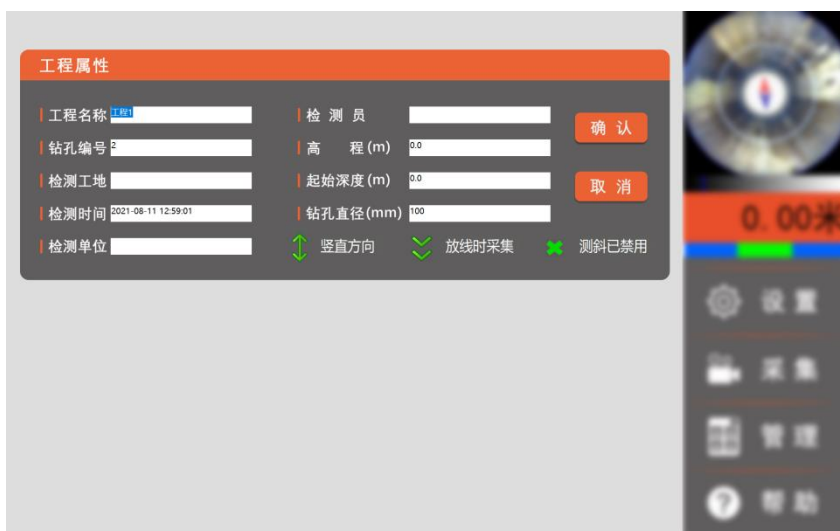 工程属性
工程名称 工程1
检 测 员
确 认
钻孔编号 2
高 程(m) 0.0
检测工地
起始深度(m) 0.0
取 消
检测时间 2021-08-11 12:59:01
钻孔直径(mm) 100
检测单位
竖直方向
放线时采集
测斜已禁用
0.00米
设 置
采 集
管 理
帮 助